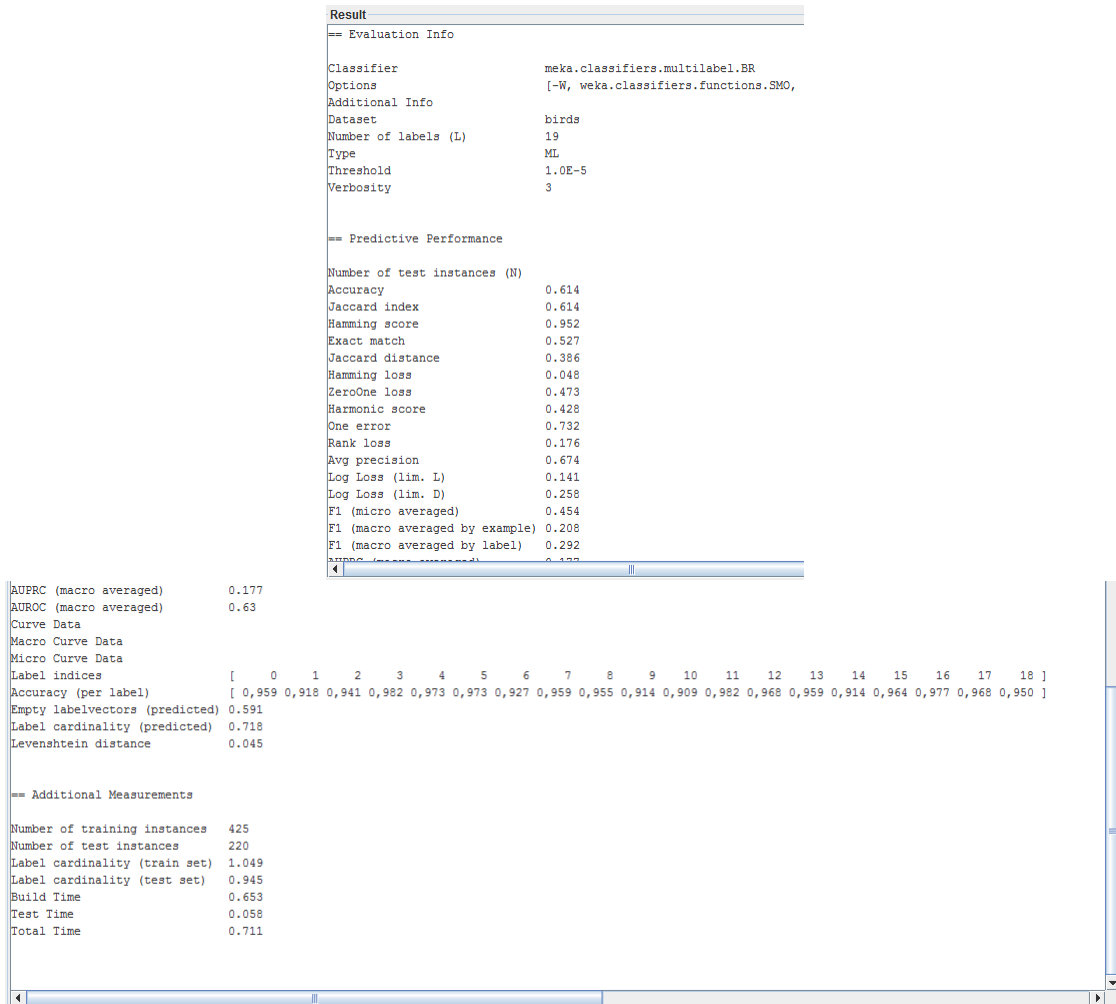 Result
== Evaluation Info
Classifier meka.classifiers.multilabel.BR
Options [-W, weka.classifiers.functions.SMO,
Additional Info
Dataset birds
Number of labels (L) 19
Type ML
Threshold 1.0E-5
Verbosity 3
== Predictive Performance
Number of test instances (N)
Accuracy 0.614
Jaccard index 0.614
Hamming score 0.952
Exact match 0.527
Jaccard distance 0.386
Hamming loss 0.048
ZeroOne loss 0.473
Harmonic score 0.428
One error 0.732
Rank loss 0.176
Avg precision 0.674
Log Loss (lim. L) 0.141
Log Loss (lim. D) 0.258
F1 (micro averaged) 0.454
F1 (macro averaged by example) 0.208
F1 (macro averaged by label) 0.292
AUPRC (macro averaged) 0.177
AUPRC (macro averaged) 0.177
AUROC (macro averaged) 0.63
Curve Data
Macro Curve Data
Micro Curve Data
Label indices [ 0 1 2 3 4 5 6 7 8 9 10 11 12 13 14 15 16 17 18 ]
Accuracy (per label) [ 0,959 0,918 0,941 0,982 0,973 0,973 0,927 0,959 0,955 0,914 0,909 0,982 0,968 0,959 0,914 0,964 0,977 0,968 0,950 ]
Empty labelvectors (predicted) 0.591
Label cardinality (predicted) 0.718
Levenshtein distance 0.045
== Additional Measurements
Number of training instances 425
Number of test instances 220
Label cardinality (train set) 1.049
Label cardinality (test set) 0.945
Build Time 0.653
Test Time 0.058
Total Time 0.711